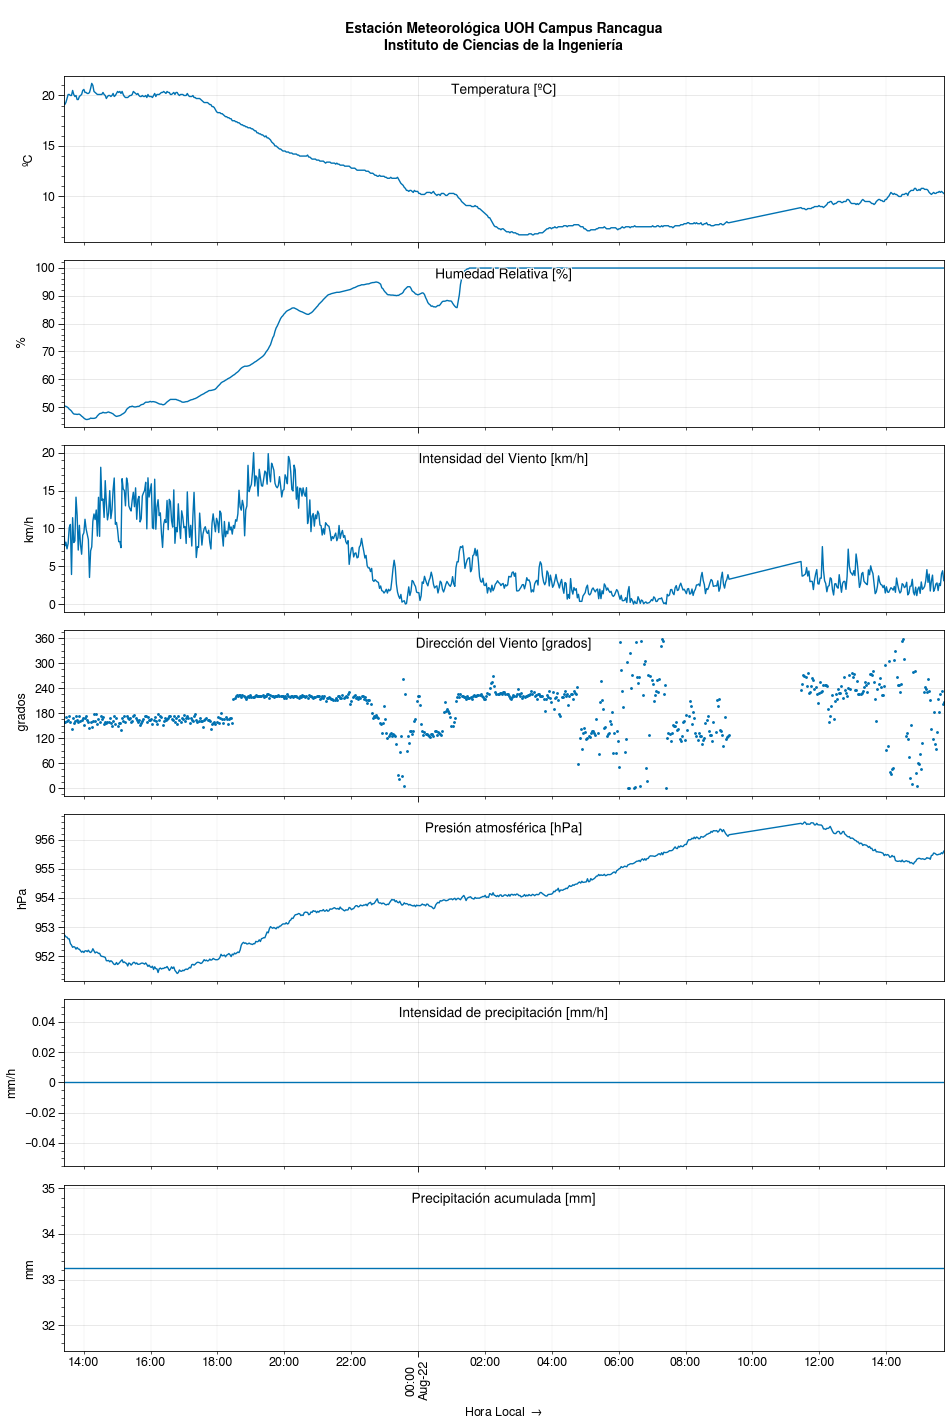 Estación Meteorológica UOH Campus Rancagua
Instituto de Ciencias de la Ingeniería
Temperatura [ºC]
20
15
10
ºC
Humedad Relativa [%]
100
90
80
70
60
50
%
Intensidad del Viento [km/h]
20
15
10
5
0
km/h
Dirección del Viento [grados]
360
300
240
180
120
60
0
grados
Presión atmosférica [hPa]
956
955
954
953
952
hPa
Intensidad de precipitación [mm/h]
0.04
0.02
0
−0.02
−0.04
mm/h
Precipitación acumulada [mm]
35
34
33
32
mm
14:00 16:00 18:00 20:00 22:00 00:00 02:00 04:00 06:00 08:00 10:00 12:00 14:00
Aug-22
Hora Local →